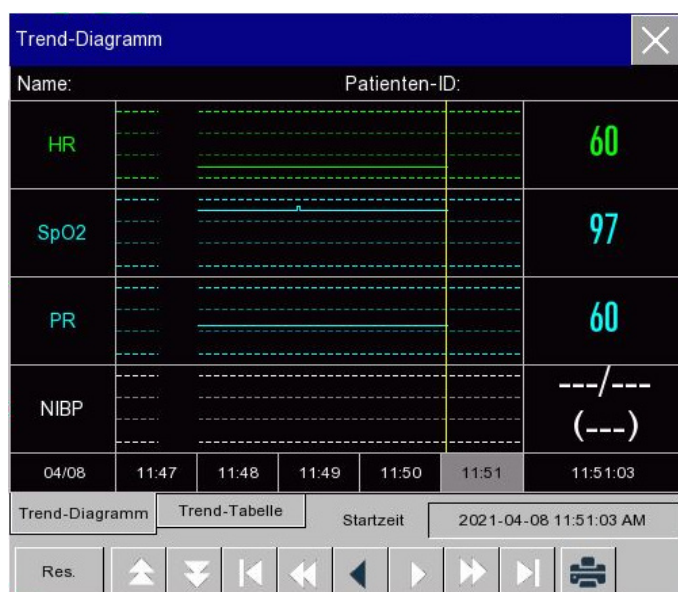 Trend-Diagramm
Name: Patienten-ID:
HR 60
SpO2 97
PR 60
NIBP ---/---
(---)
04/08 11:47 11:48 11:49 11:50 11:51 11:51:03
Trend-Diagramm Trend-Tabelle Startzeit 2021-04-08 11:51:03 AM
Res.